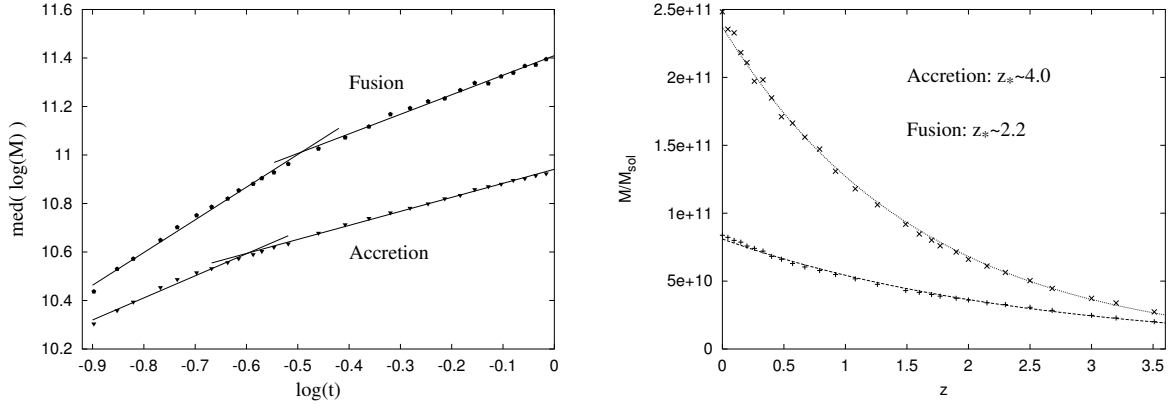 11.6
11.4
11.2
11
10.8
10.6
10.4
10.2
med( log(M) )
-0.9 -0.8 -0.7 -0.6 -0.5 -0.4 -0.3 -0.2 -0.1 0
log(t)
Fusion
Accretion
2.5e+11
2e+11
1.5e+11
1e+11
5e+10
0
M/M_sol
0 0.5 1 1.5 2 2.5 3 3.5
z
Accretion: z_*~4.0
Fusion: z_*~2.2